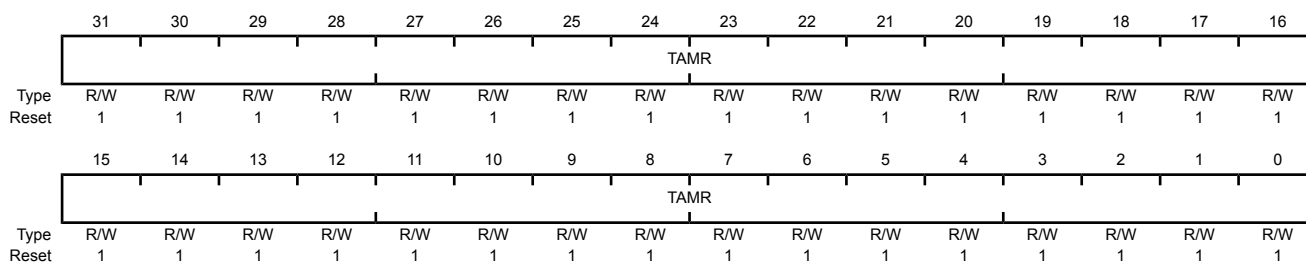 31 30 29 28 27 26 25 24 23 22 21 20 19 18 17 16
TAMR
Type R/W R/W R/W R/W R/W R/W R/W R/W R/W R/W R/W R/W R/W R/W R/W R/W
Reset 1 1 1 1 1 1 1 1 1 1 1 1 1 1 1 1
15 14 13 12 11 10 9 8 7 6 5 4 3 2 1 0
TAMR
Type R/W R/W R/W R/W R/W R/W R/W R/W R/W R/W R/W R/W R/W R/W R/W R/W
Reset 1 1 1 1 1 1 1 1 1 1 1 1 1 1 1 1